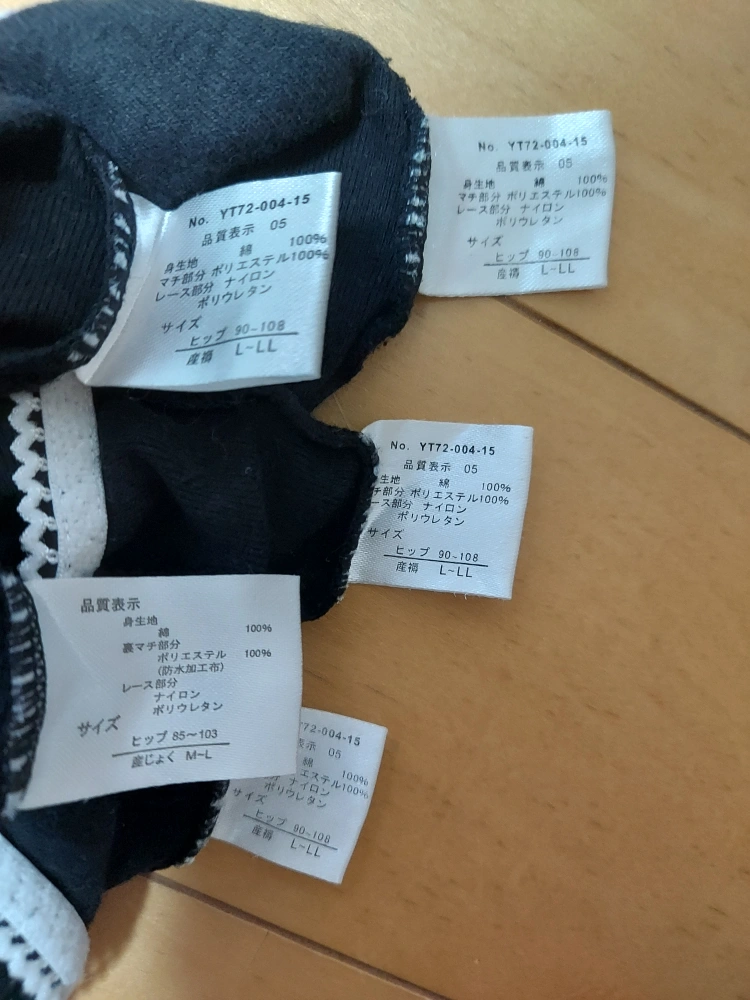 No. YT72-004-15
品質表示 05
身生地 綿 100%
マチ部分 ポリエステル100%
レース部分 ナイロン
ポリウレタン
サイズ
ヒップ 90~108
産褥 L~LL
No. YT72-004-15
品質表示 05
身生地 綿 100%
マチ部分 ポリエステル100%
レース部分 ナイロン
ポリウレタン
サイズ
ヒップ 90~108
産褥 L~LL
No. YT72-004-15
品質表示 05
生地 綿 100%
チ部分 ポリエステル100%
ース部分 ナイロン
ポリウレタン
サイズ
ヒップ 90~108
産褥 L~LL
品質表示
身生地
綿 100%
裏マチ部分
ポリエステル 100%
(防水加工布)
レース部分
ナイロン
ポリウレタン
サイズ
ヒップ 85〜103
産じょく M~L
72-004-15
表示 05
綿 100%
エステル100%
ナイロン
ポリウレタン
サイズ
ヒップ 90~108
産褥 L~LL